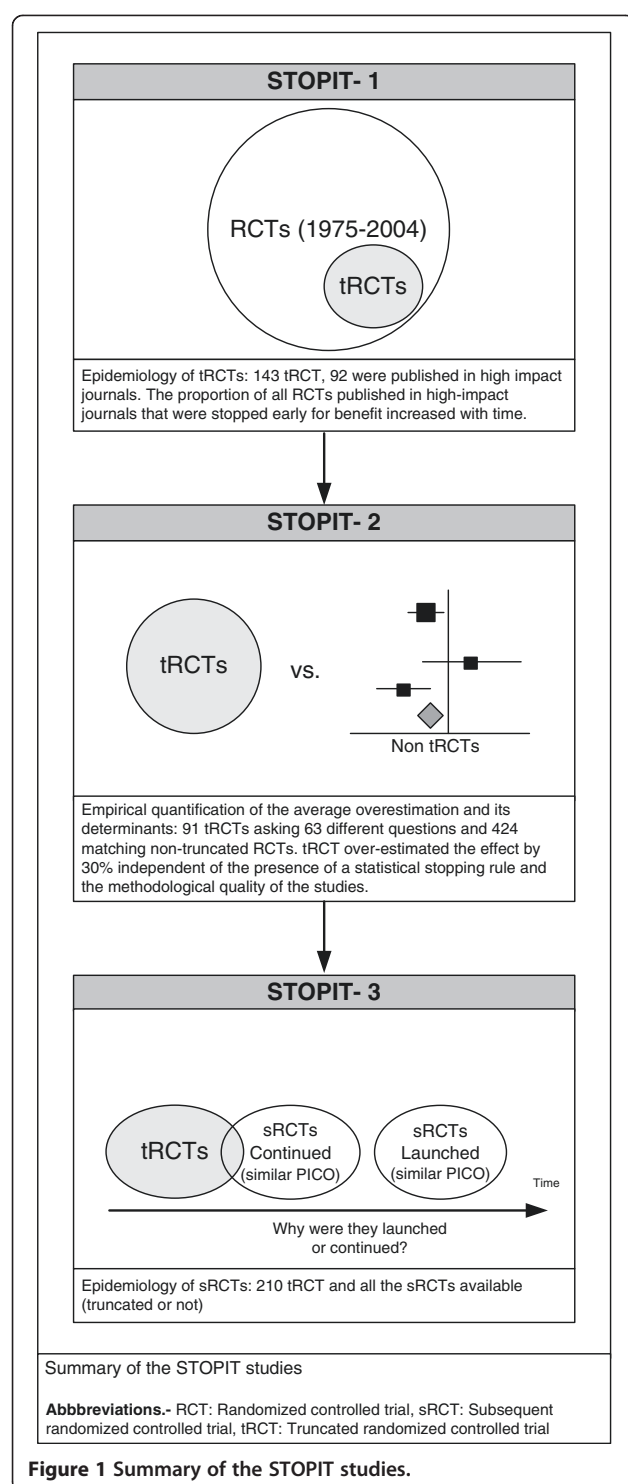 STOPIT- 1
RCTs (1975-2004)
tRCTs
Epidemiology of tRCTs: 143 tRCT, 92 were published in high impact
journals. The proportion of all RCTs published in high-impact
journals that were stopped early for benefit increased with time.
STOPIT- 2
tRCTs
vs.
Non tRCTs
Empirical quantification of the average overestimation and its
determinants: 91 tRCTs asking 63 different questions and 424
matching non-truncated RCTs. tRCT over-estimated the effect by
30% independent of the presence of a statistical stopping rule and
the methodological quality of the studies.
STOPIT- 3
tRCTs
sRCTs
Continued
(similar PICO)
sRCTs
Launched
(similar PICO)
Time
Why were they launched
or continued?
Epidemiology of sRCTs: 210 tRCT and all the sRCTs available
(truncated or not)
Summary of the STOPIT studies
Abbbreviations.- RCT: Randomized controlled trial, sRCT: Subsequent
randomized controlled trial, tRCT: Truncated randomized controlled trial
Figure 1 Summary of the STOPIT studies.